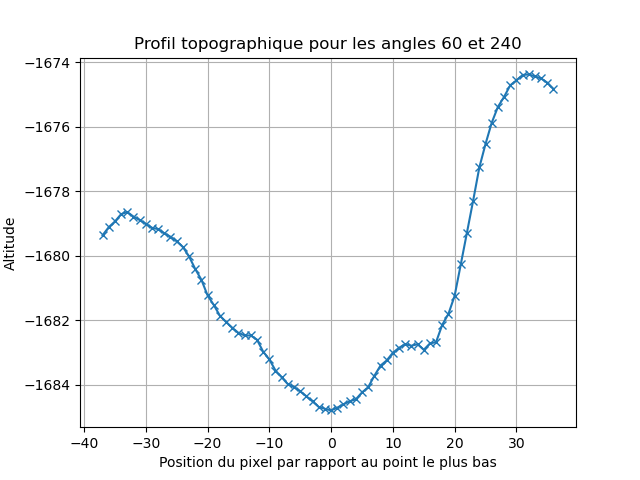 Profil topographique pour les angles 60 et 240
−1674
−1676
−1678
−1680
−1682
−1684
Altitude
−40 −30 −20 −10 0 10 20 30
Position du pixel par rapport au point le plus bas